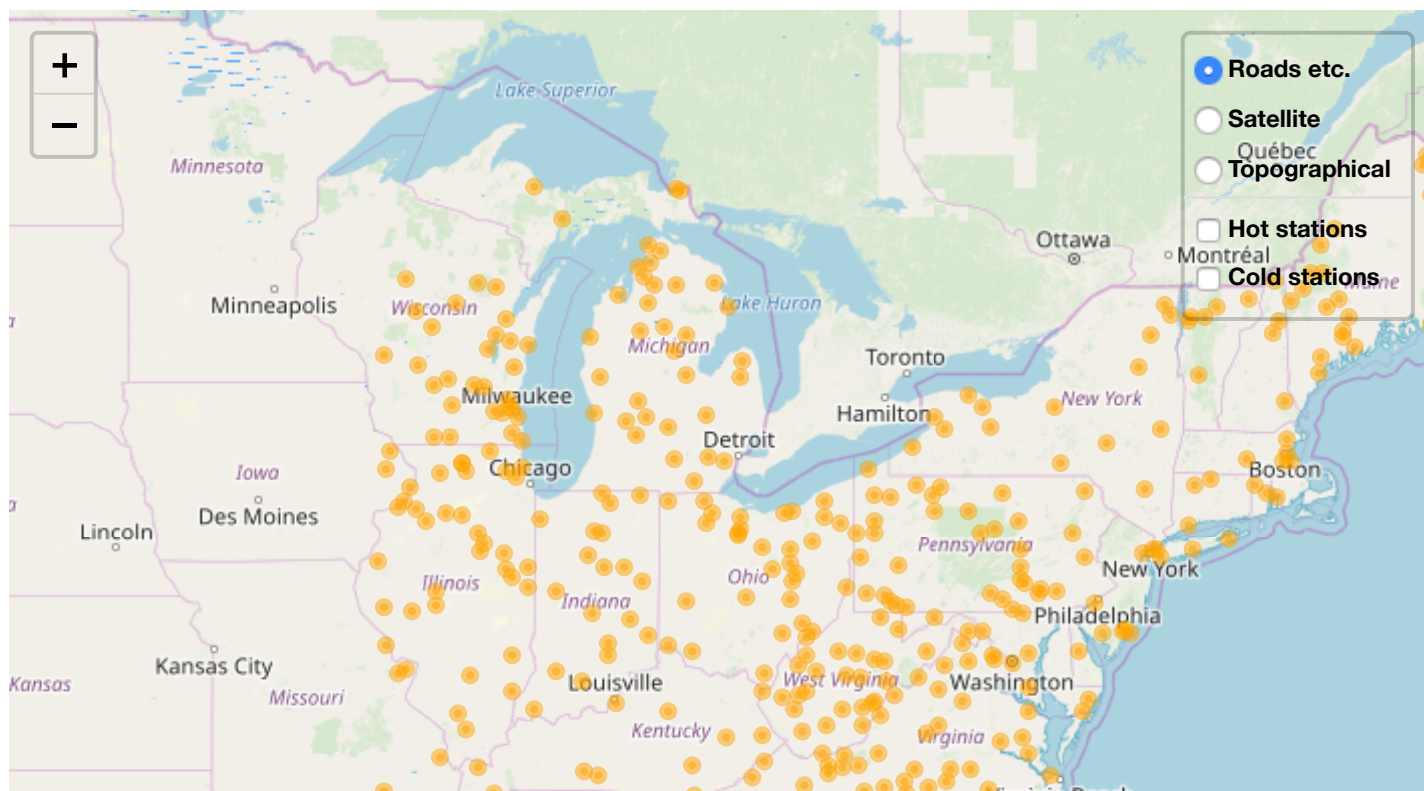 +
−
Roads etc.
Satellite
Topographical
Hot stations
Cold stations
Lake Superior
Québec
Minnesota
Ottawa
Montréal
Maine
Minneapolis
Wisconsin
Lake Huron
Michigan
Toronto
Milwaukee
Hamilton
New York
Detroit
Chicago
Boston
Iowa
Des Moines
Lincoln
Pennsylvania
New York
Illinois
Ohio
Indiana
Philadelphia
Kansas City
Kansas
Missouri
Louisville
West Virginia
Washington
Kentucky
Virginia